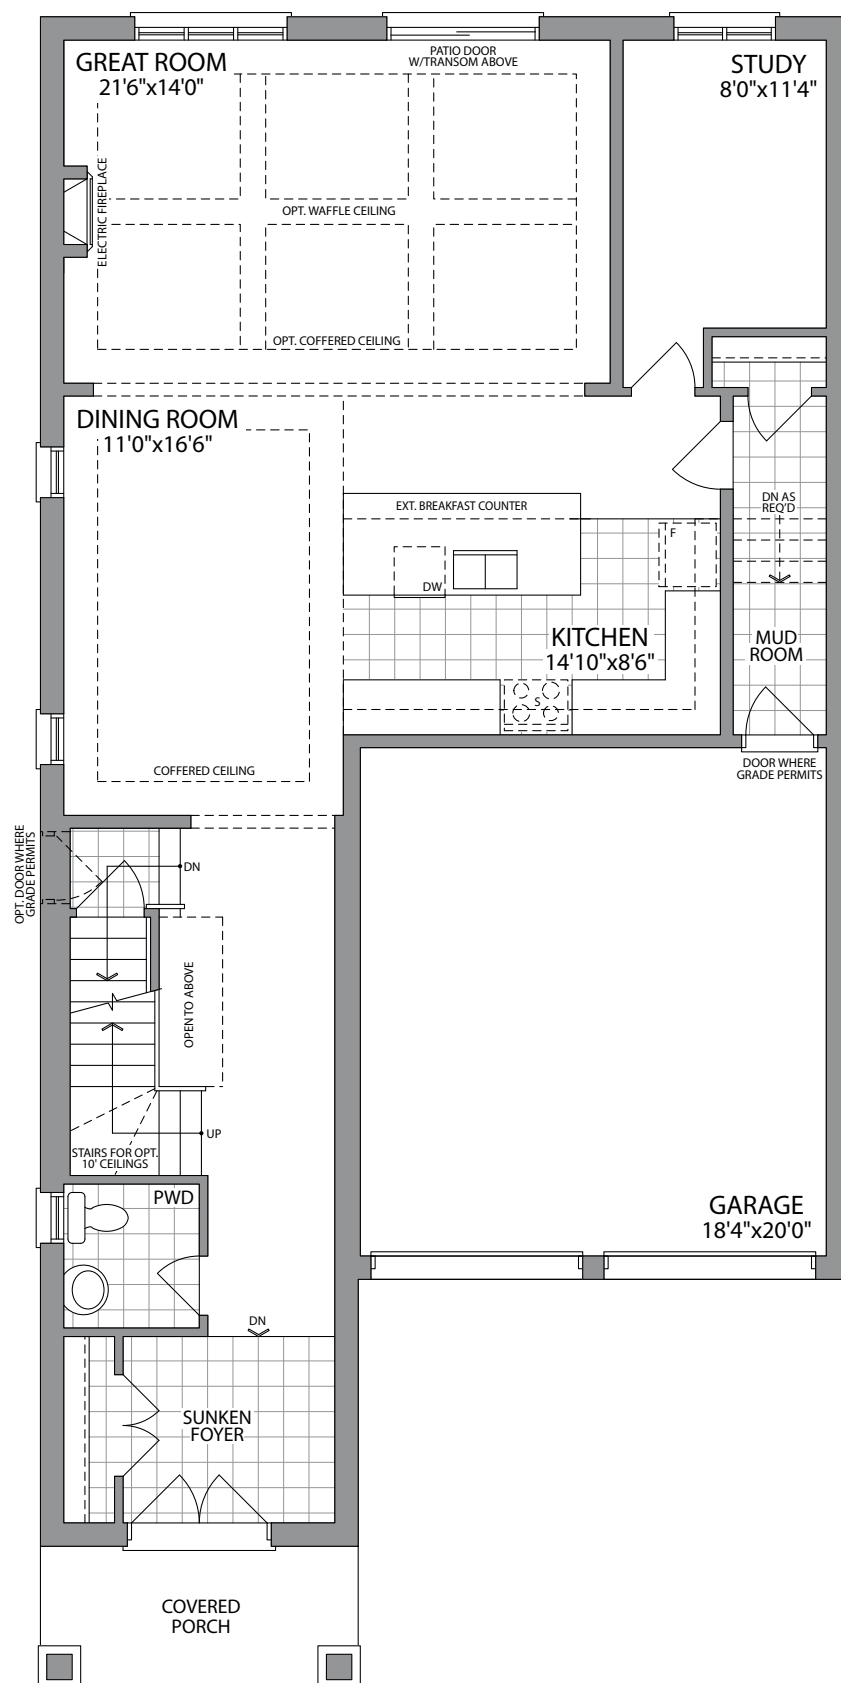 GREAT ROOM
21'6"x14'0"
PATIO DOOR
W/TRANSOM ABOVE
STUDY
8'0"x11'4"
ELECTRIC FIREPLACE
OPT. WAFFLE CEILING
OPT. COFFERED CEILING
DINING ROOM
11'0"x16'6"
EXT. BREAKFAST COUNTER
F
DN AS
REQ'D
DW
KITCHEN
14'10"x8'6"
MUD
ROOM
S
COFFERED CEILING
DOOR WHERE
GRADE PERMITS
OPT. DOOR WHERE
GRADE PERMITS
DN
OPEN TO ABOVE
UP
STAIRS FOR OPT.
10' CEILINGS
PWD
GARAGE
18'4"x20'0"
DN
SUNKEN
FOYER
COVERED
PORCH